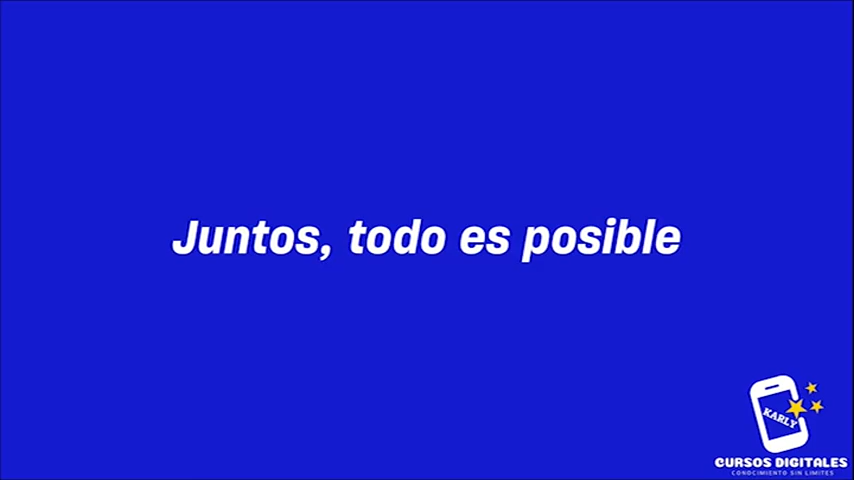 Juntos, todo es posible
KARLY
CURSOS DIGITALES
CONOCIMIENTO SIN LIMITES